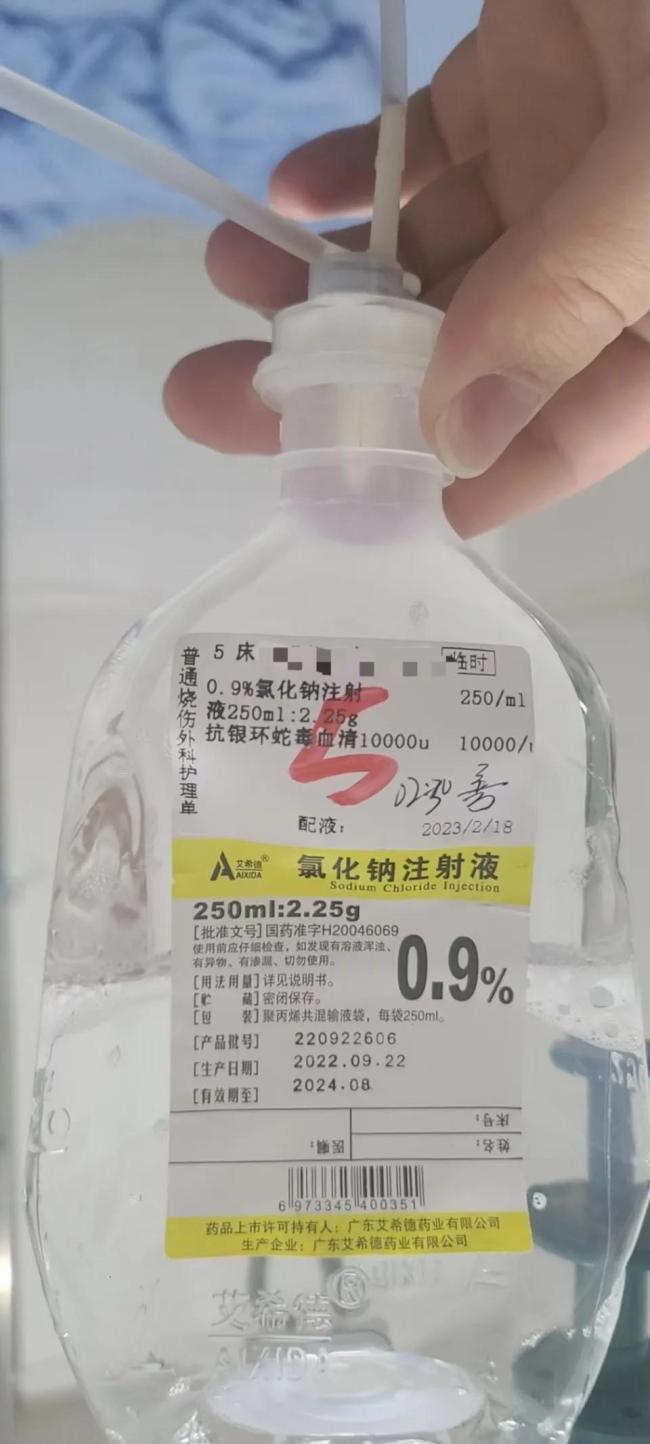 普通烧伤外科护理单
5 床
临时
0.9%氯化钠注射 250/ml
液250ml:2.25g
抗银环蛇毒血清10000u 10000/
5
配液:
2023/2/18
艾希德®
AIXIDA
氯化钠注射液
Sodium Chloride Injection
250ml:2.25g
[批准文号]国药准字H20046069
使用前应仔细检查,如发现有溶液浑浊、
有异物、有渗漏、切勿使用。
0.9%
[用法用量]详见说明书。
[贮 藏]密闭保存。
[包 装]聚丙烯共混输液袋,每袋250ml。
[产品批号] 220922606
[生产日期] 2022.09.22
[有效期至] 2024.08
床号:
医嘱:
姓名:
6 973345 400351
药品上市许可持有人:广东艾希德药业有限公司
生产企业:广东艾希德药业有限公司
艾希德®
AIXIDA